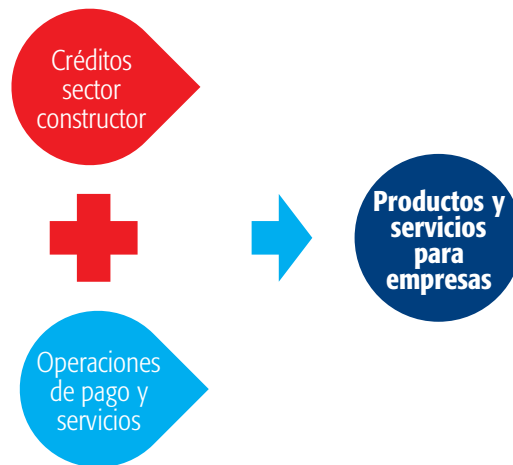 Créditos
sector
constructor
Productos y
servicios
para
empresas
Operaciones
de pago y
servicios